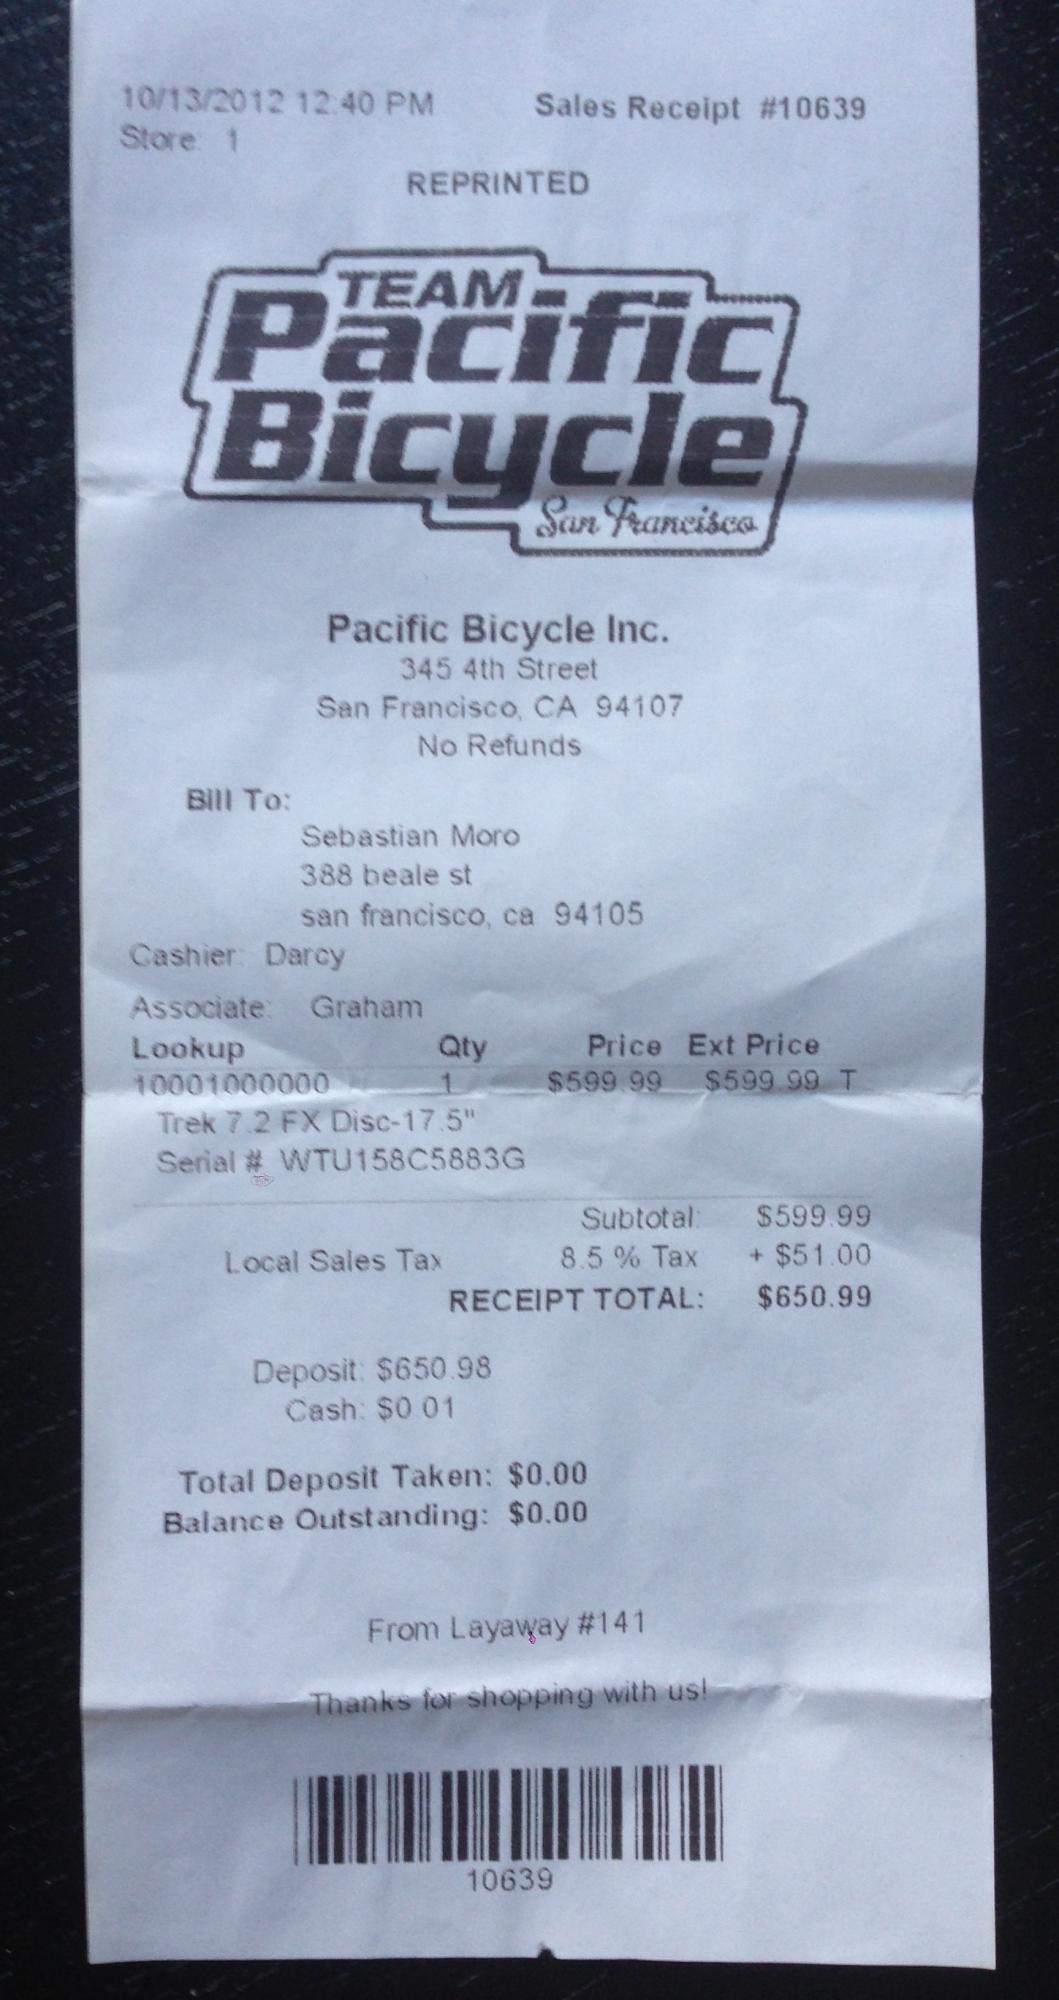 10/13/2012 12:40 PM Sales Receipt #10639
Store: 1
REPRINTED
TEAM
Pacific
Bicycle
San Francisco
Pacific Bicycle Inc.
345 4th Street
San Francisco, CA 94107
No Refunds
Bill To:
Sebastian Moro
388 beale st
san francisco, ca 94105
Cashier: Darcy
Associate: Graham
Lookup Qty Price Ext Price
10001000000 1 $599.99 $599.99 T
Trek 7.2 FX Disc-17.5"
Serial # WTU158C5883G
Subtotal: $599.99
Local Sales Tax 8.5 % Tax + $51.00
RECEIPT TOTAL: $650.99
Deposit: $650.98
Cash: $0.01
Total Deposit Taken: $0.00
Balance Outstanding: $0.00
From Layaway #141
Thanks for shopping with us!
10639